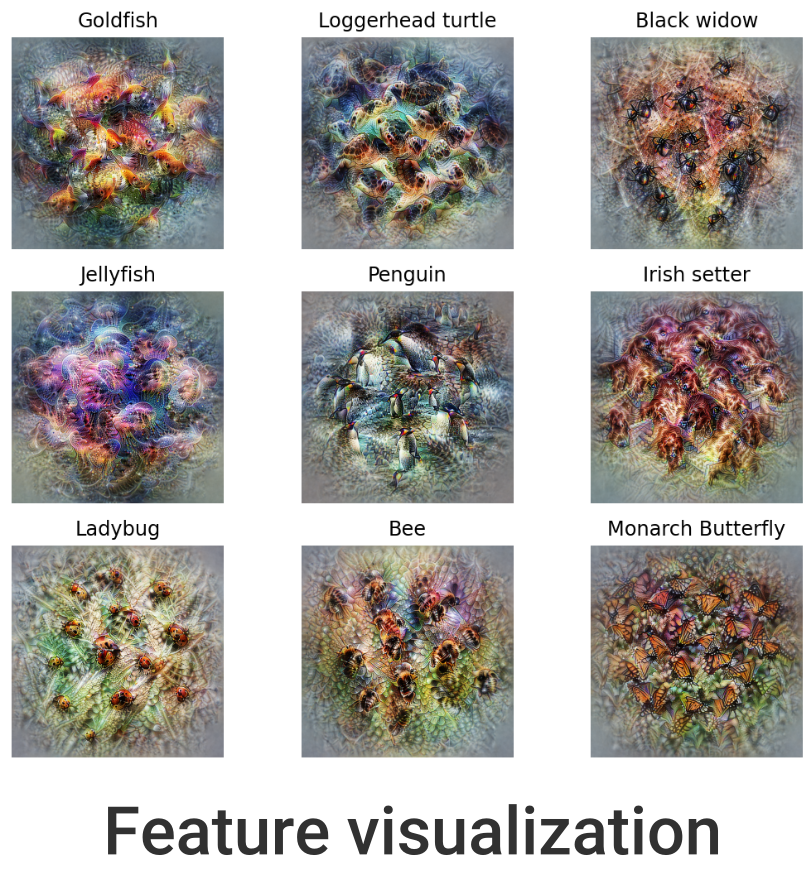 Goldfish
Loggerhead turtle
Black widow
Jellyfish
Penguin
Irish setter
Ladybug
Bee
Monarch Butterfly
Feature visualization